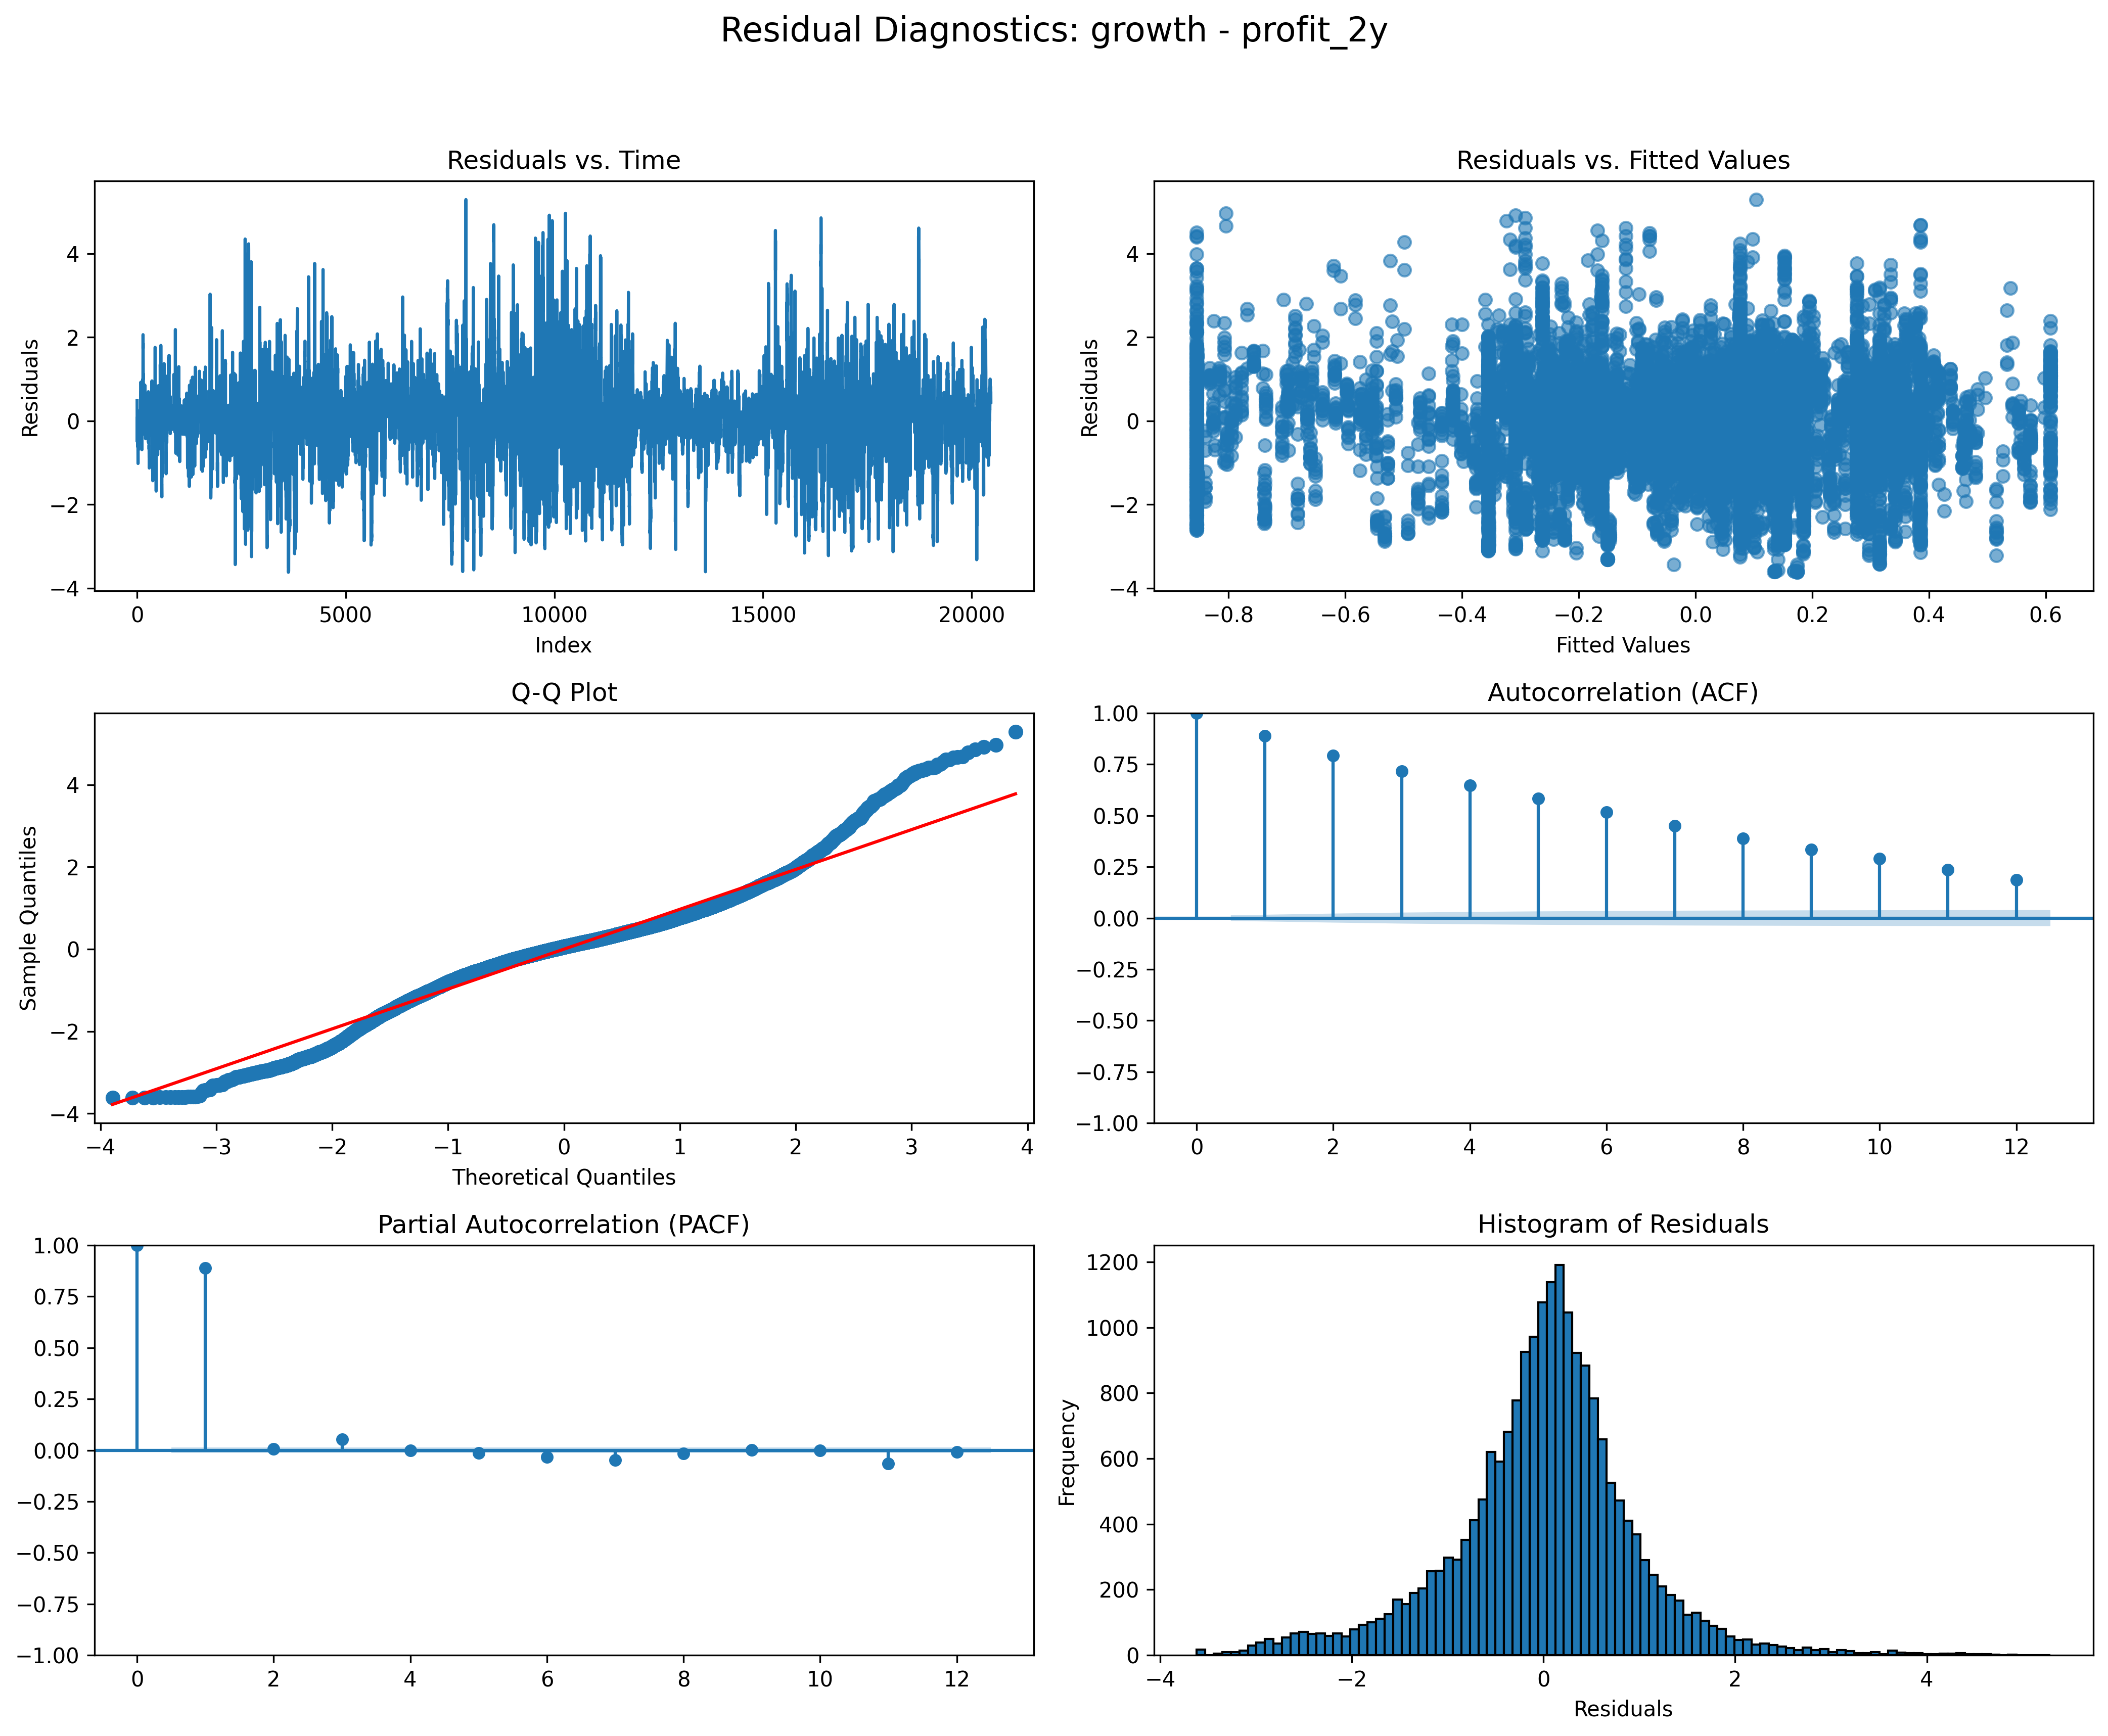 Residual Diagnostics: growth - profit_2y
Residuals vs. Time
Residuals
4
2
0
−2
−4
0 5000 10000 15000 20000
Index
Residuals vs. Fitted Values
Residuals
4
2
0
−2
−4
−0.8 −0.6 −0.4 −0.2 0.0 0.2 0.4 0.6
Fitted Values
Q-Q Plot
Sample Quantiles
4
2
0
−2
−4
−4 −3 −2 −1 0 1 2 3 4
Theoretical Quantiles
Autocorrelation (ACF)
1.00
0.75
0.50
0.25
0.00
−0.25
−0.50
−0.75
−1.00
0 2 4 6 8 10 12
Partial Autocorrelation (PACF)
1.00
0.75
0.50
0.25
0.00
−0.25
−0.50
−0.75
−1.00
0 2 4 6 8 10 12
Histogram of Residuals
Frequency
1200
1000
800
600
400
200
0
−4 −2 0 2 4
Residuals